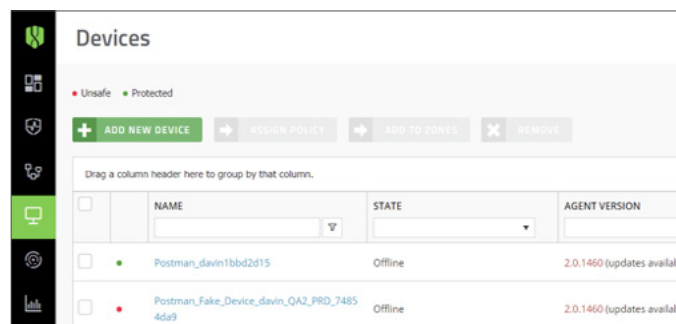 Devices
Unsafe Protected
ADD NEW DEVICE ASSIGN POLICY ADD TO ZONES REMOVE
Drag a column header here to group by that column.
NAME STATE AGENT VERSION
Postman_davin1bbd2d15 Offline 2.0.1460 (updates availal
Postman_Fake_Device_davin_QA2_PRD_7485
4da9 Offline 2.0.1460 (updates availal